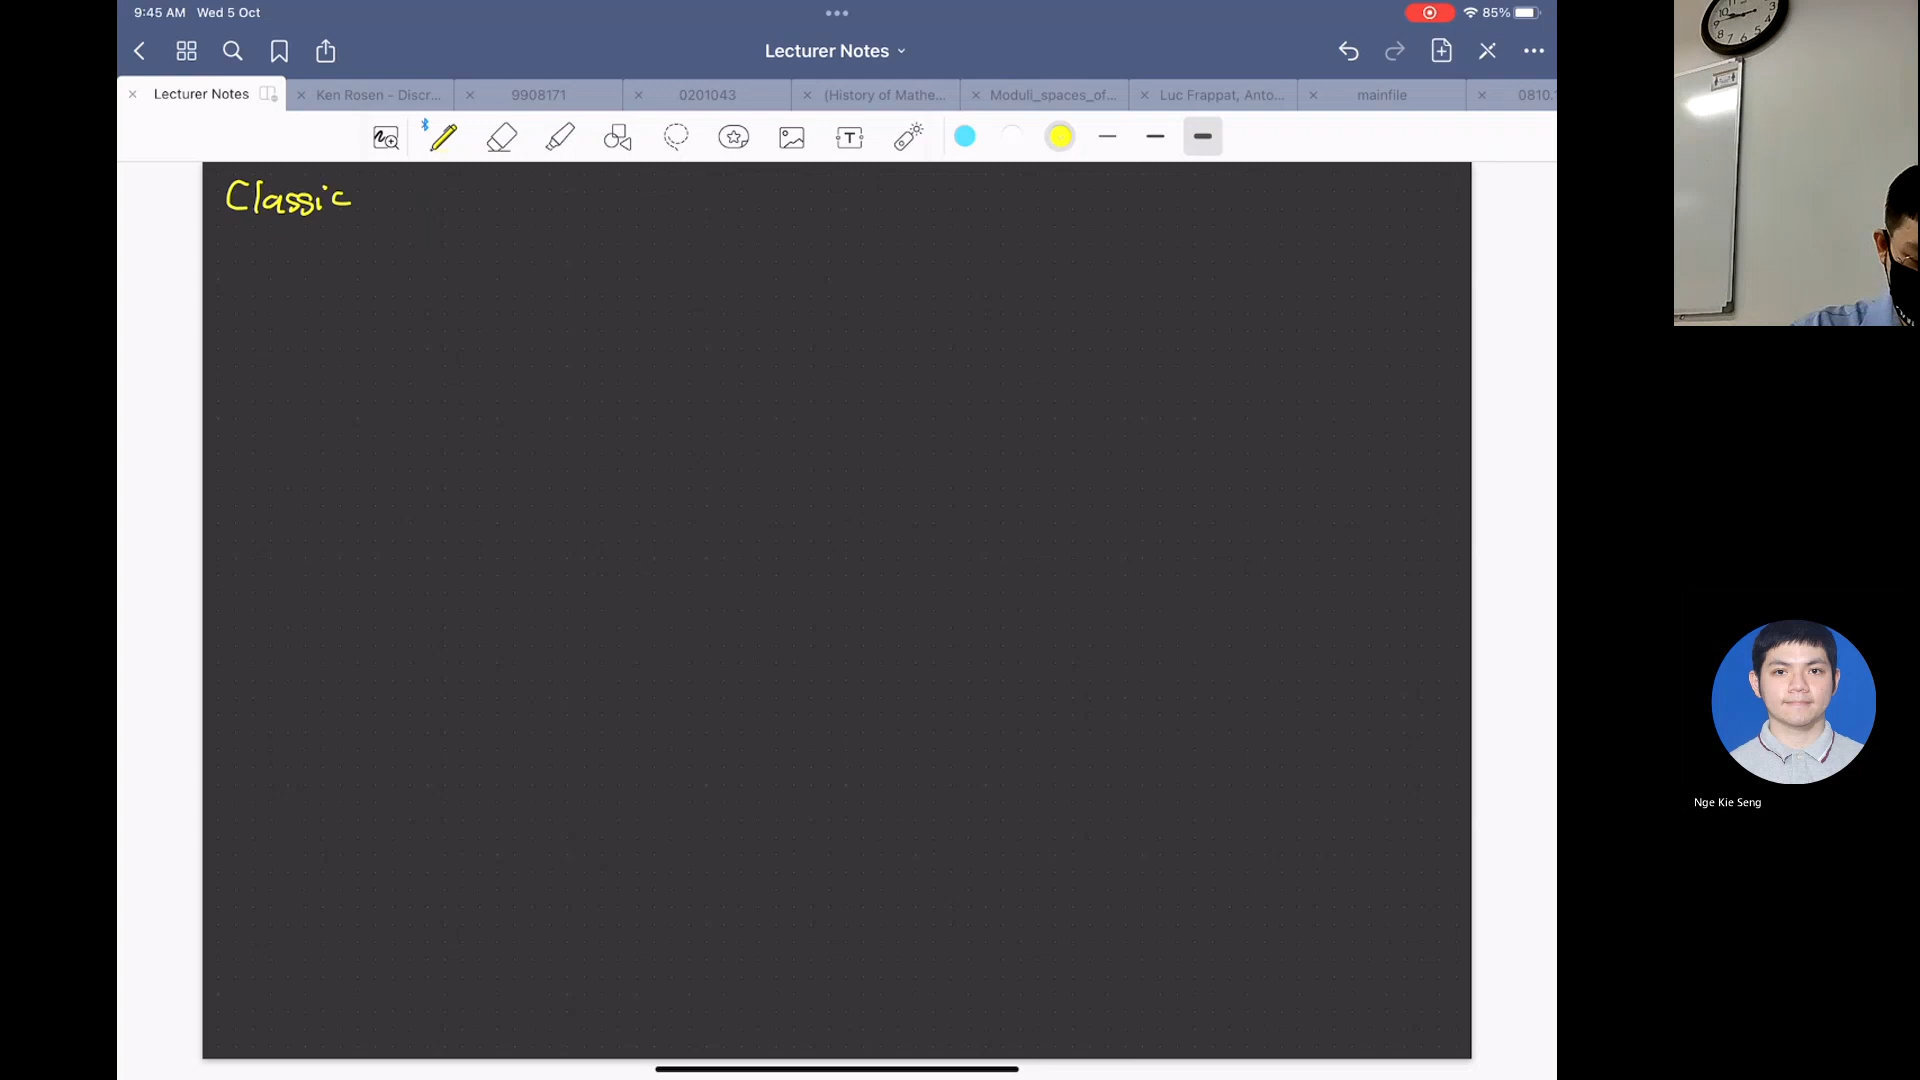 9:45 AM Wed 5 Oct
85%
Lecturer Notes
Lecturer Notes
Ken Rosen - Discr...
9908171
0201043
(History of Mathe...
Moduli_spaces_of...
Luc Frappat, Anto...
mainfile
0810.
T
Classic
Nge Kie Seng